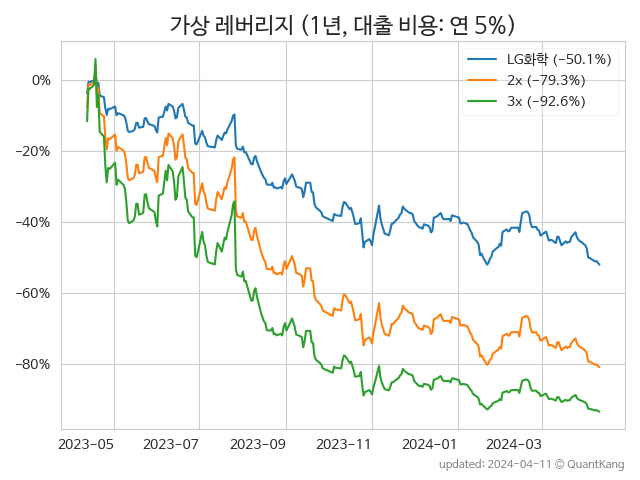 가상 레버리지 (1년, 대출 비용: 연 5%)
LG화학 (−50.1%)
2x (−79.3%)
3x (−92.6%)
0%
−20%
−40%
−60%
−80%
2023-05 2023-07 2023-09 2023-11 2024-01 2024-03
updated: 2024-04-11 © QuantKang